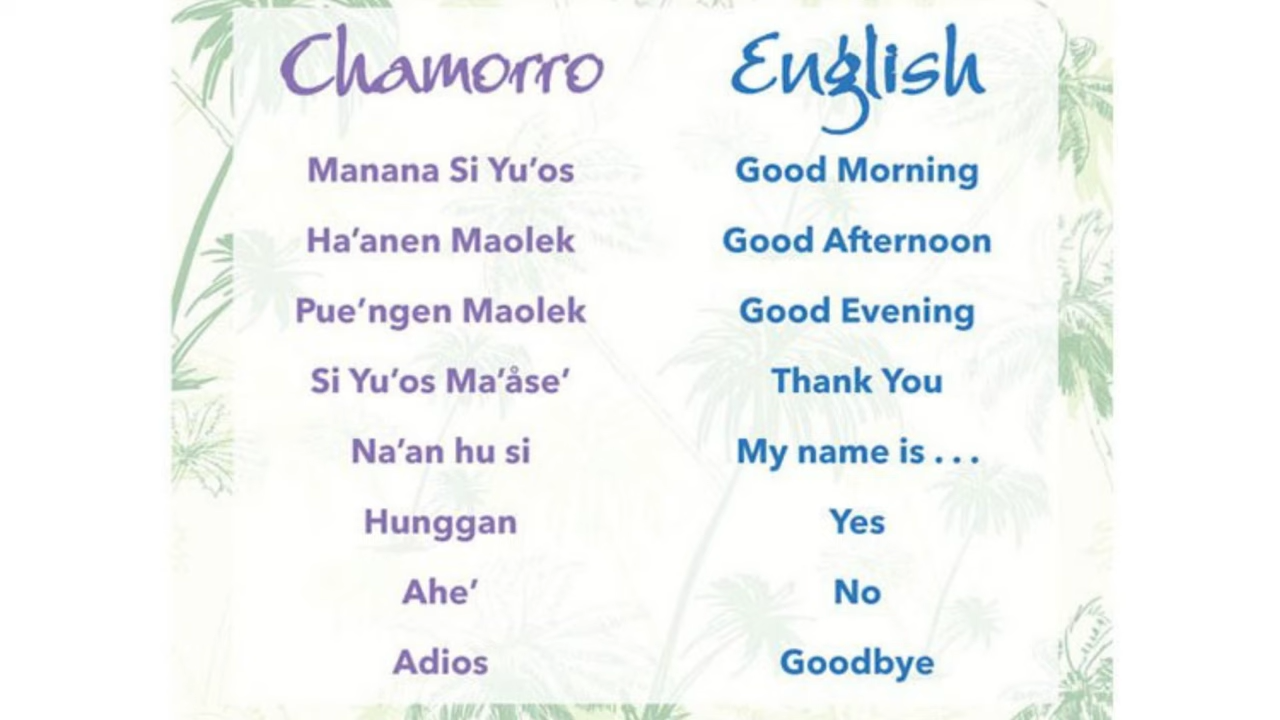 Chamorro English
Manana Si Yu’os Good Morning
Ha’anen Maolek Good Afternoon
Pue’ngen Maolek Good Evening
Si Yu’os Ma’åse’ Thank You
Na’an hu si My name is . . .
Hunggan Yes
Ahe’ No
Adios Goodbye